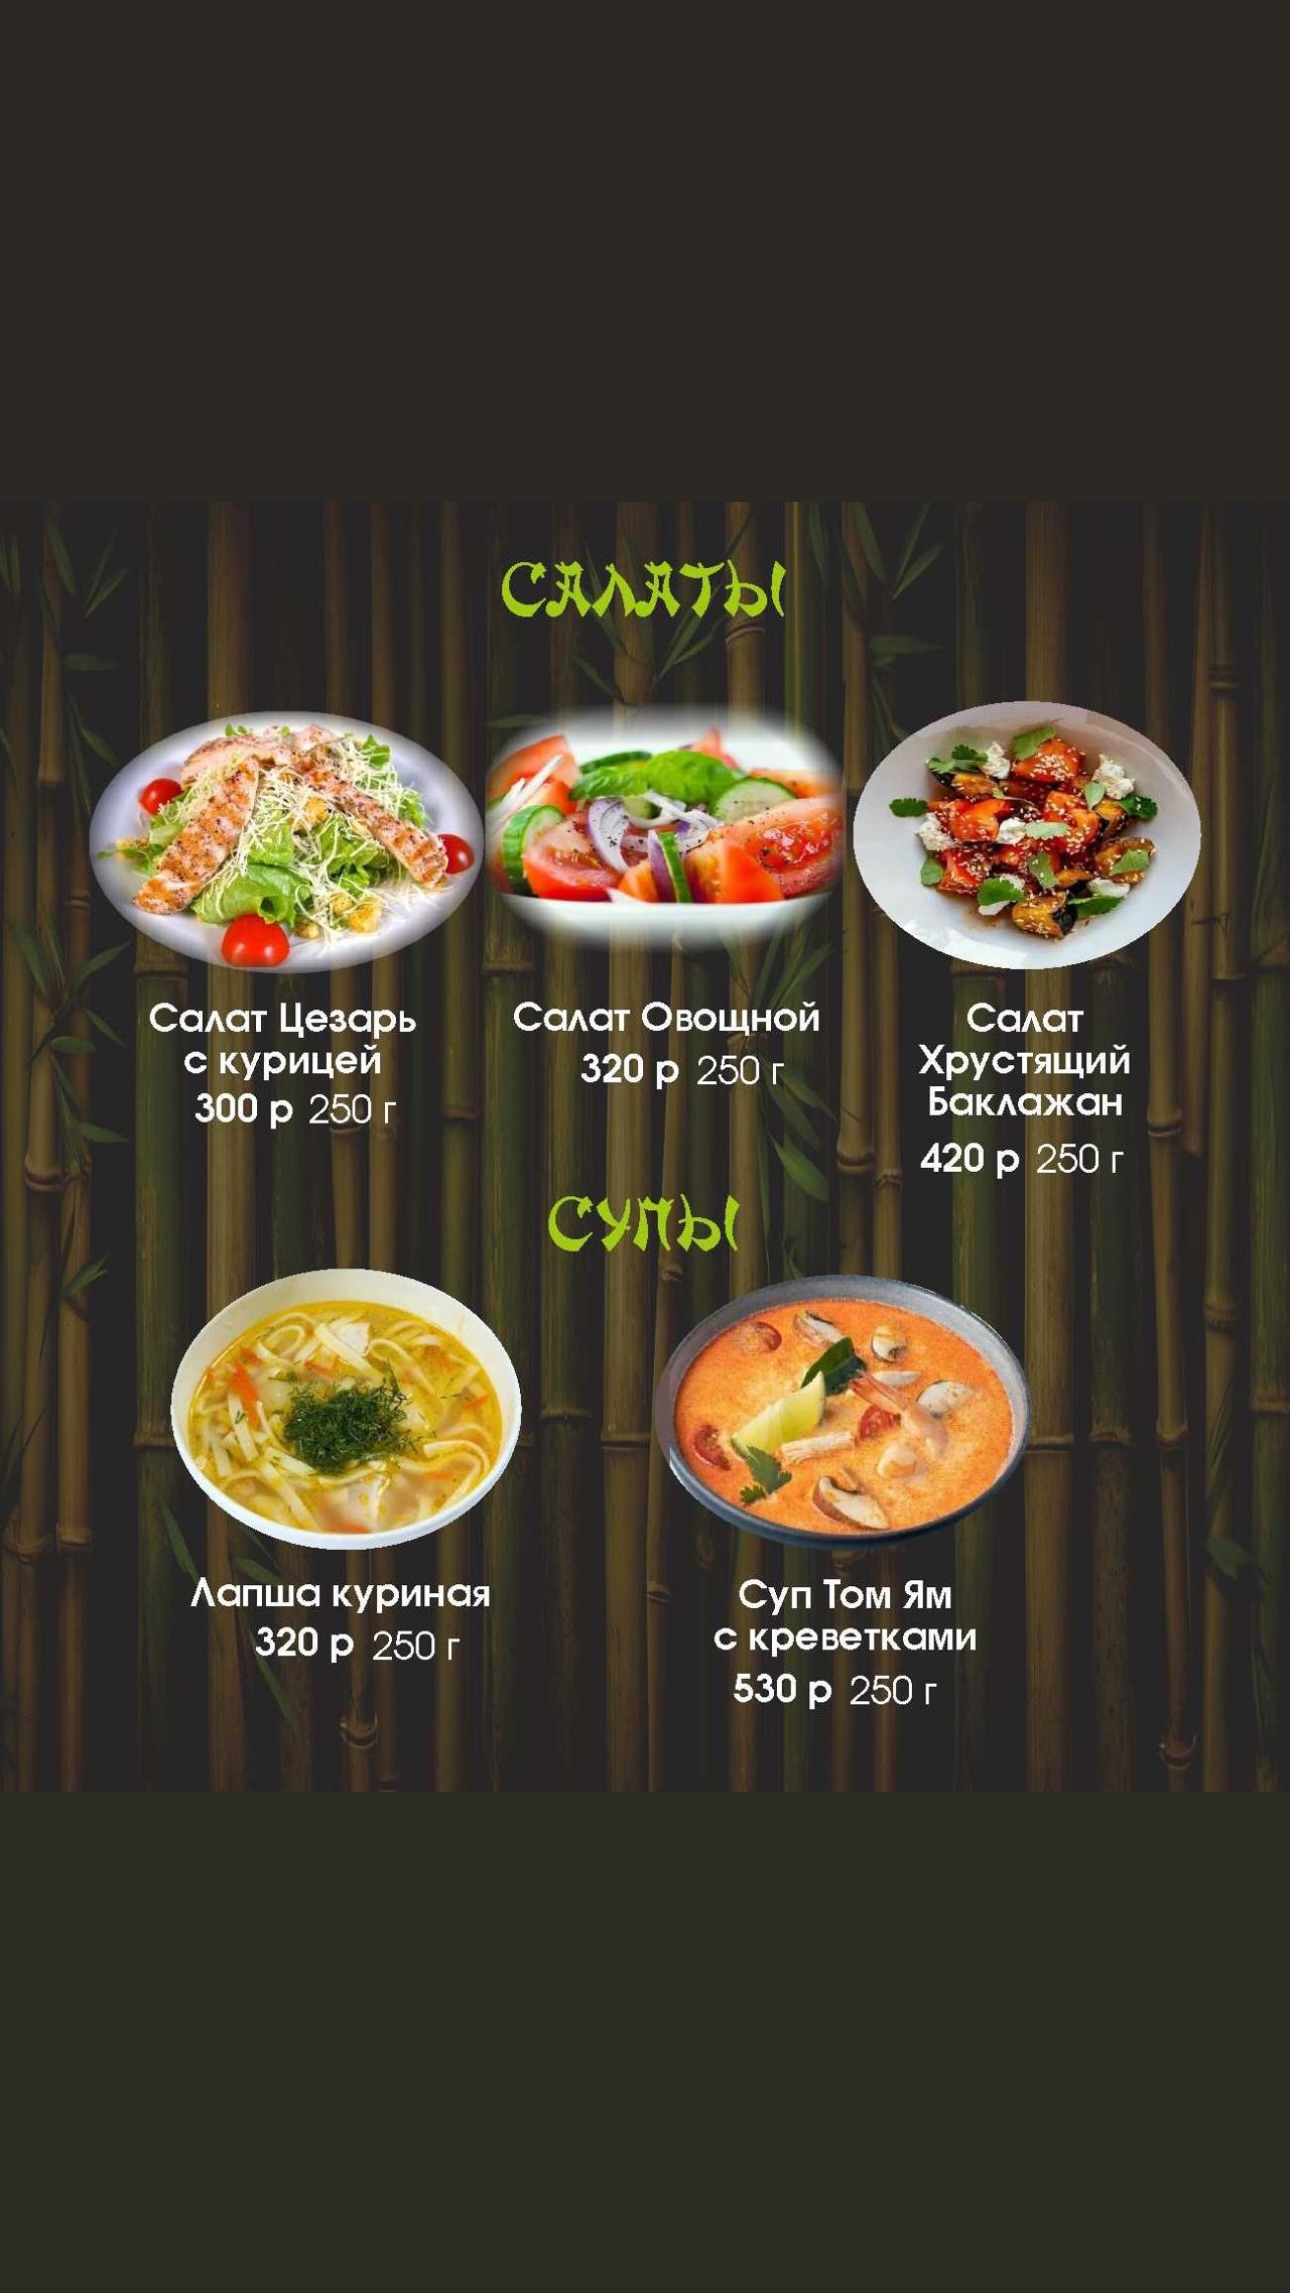 САЛАТЫ
Салат Цезарь
с курицей
300 р 250 г
Салат Овощной
320 р 250 г
Салат
Хрустящий
Баклажан
420 р 250 г
СУПЫ
Лапша куриная
320 р 250 г
Суп Том Ям
с креветками
530 р 250 г